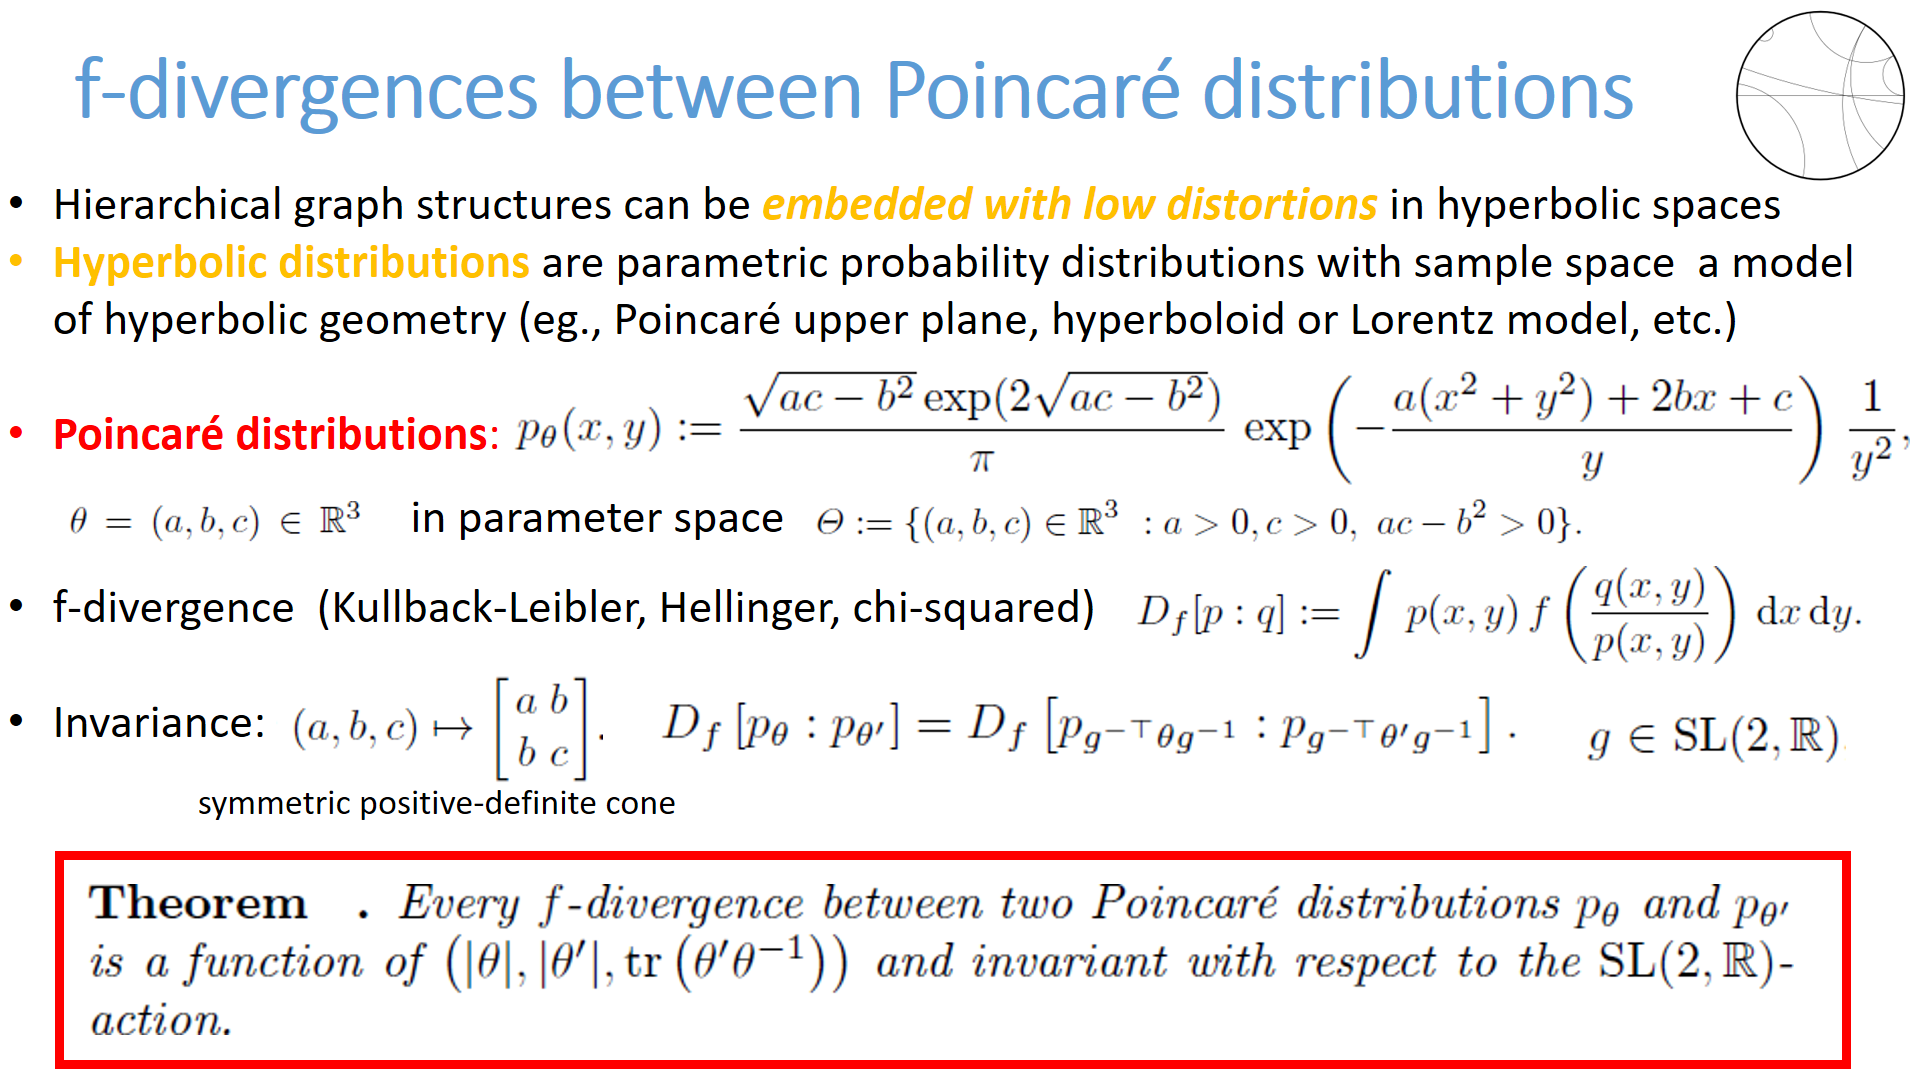 f-divergences between Poincaré distributions
• Hierarchical graph structures can be embedded with low distortions in hyperbolic spaces
• Hyperbolic distributions are parametric probability distributions with sample space a model
of hyperbolic geometry (eg., Poincaré upper plane, hyperboloid or Lorentz model, etc.)
• Poincaré distributions: $p_\theta(x, y) := \frac{\sqrt{ac - b^2} \exp(2\sqrt{ac - b^2})}{\pi} \exp\left(-\frac{a(x^2 + y^2) + 2bx + c}{y}\right) \frac{1}{y^2},$
$\theta = (a, b, c) \in \mathbb{R}^3$ in parameter space $\Theta := \{(a, b, c) \in \mathbb{R}^3 : a > 0, c > 0, \ ac - b^2 > 0\}.$
• f-divergence (Kullback-Leibler, Hellinger, chi-squared) $D_f[p : q] := \int p(x, y) f\left(\frac{q(x, y)}{p(x, y)}\right) \mathrm{d}x \, \mathrm{d}y.$
• Invariance: $(a, b, c) \mapsto \begin{bmatrix} a & b \\ b & c \end{bmatrix}.$ $D_f[p_\theta : p_{\theta'}] = D_f\left[p_{g^{-\top}\theta g^{-1}} : p_{g^{-\top}\theta' g^{-1}}\right].$ $g \in \mathrm{SL}(2, \mathbb{R})$
symmetric positive-definite cone
Theorem . Every f-divergence between two Poincaré distributions $p_\theta$ and $p_{\theta'}$
is a function of $(|\theta|, |\theta'|, \mathrm{tr}(\theta'\theta^{-1}))$ and invariant with respect to the $\mathrm{SL}(2, \mathbb{R})$-
action.